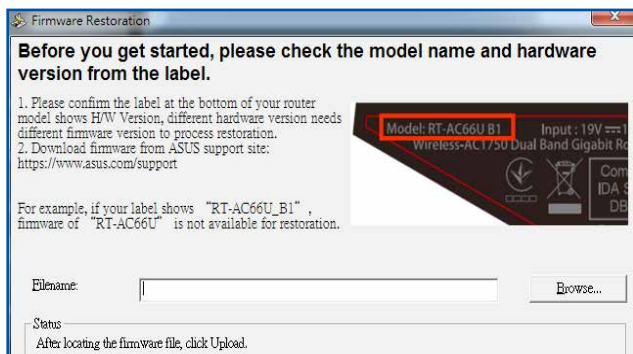 Firmware Restoration
Before you get started, please check the model name and hardware
version from the label.
1. Please confirm the label at the bottom of your router
model shows H/W Version, different hardware version needs
different firmware version to process restoration.
2. Download firmware from ASUS support site:
https://www.asus.com/support
For example, if your label shows “RT-AC66U_B1” ,
firmware of “RT-AC66U” is not available for restoration.
Model: RT-AC66U B1 Input : 19V
Wireless-AC1750 Dual Band Gigabit Ro
Com
IDA S
DB
Filename:
Browse...
Status
After locating the firmware file, click Upload.